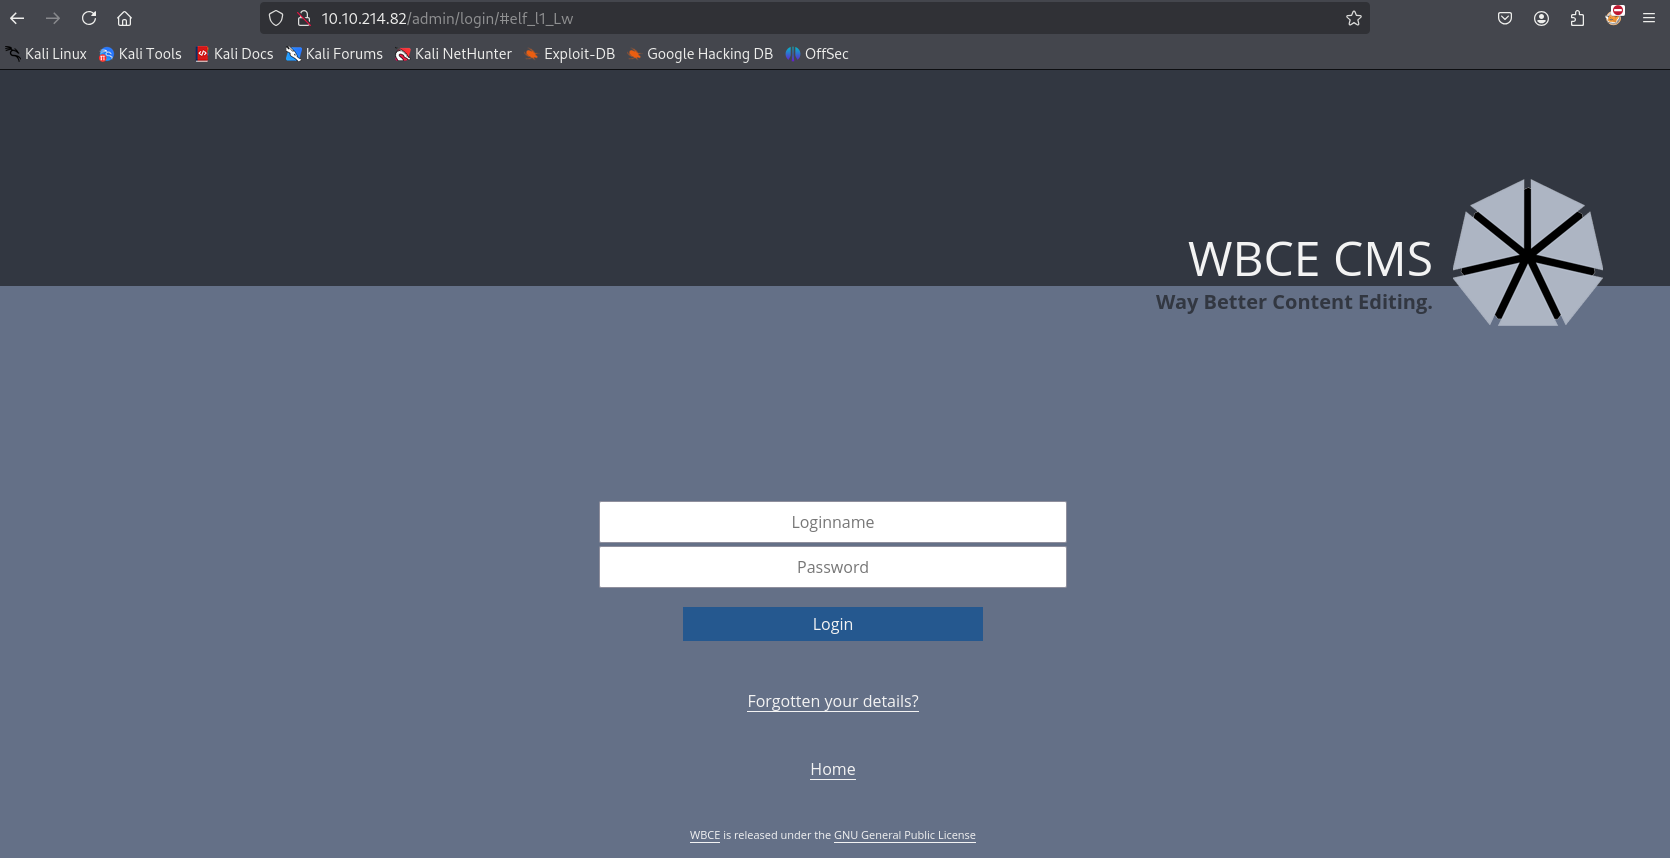 10.10.214.82/admin/login/#elf_l1_Lw
Kali Linux Kali Tools Kali Docs Kali Forums Kali NetHunter Exploit-DB Google Hacking DB OffSec
WBCE CMS
Way Better Content Editing.
Loginname
Password
Login
Forgotten your details?
Home
WBCE is released under the GNU General Public License